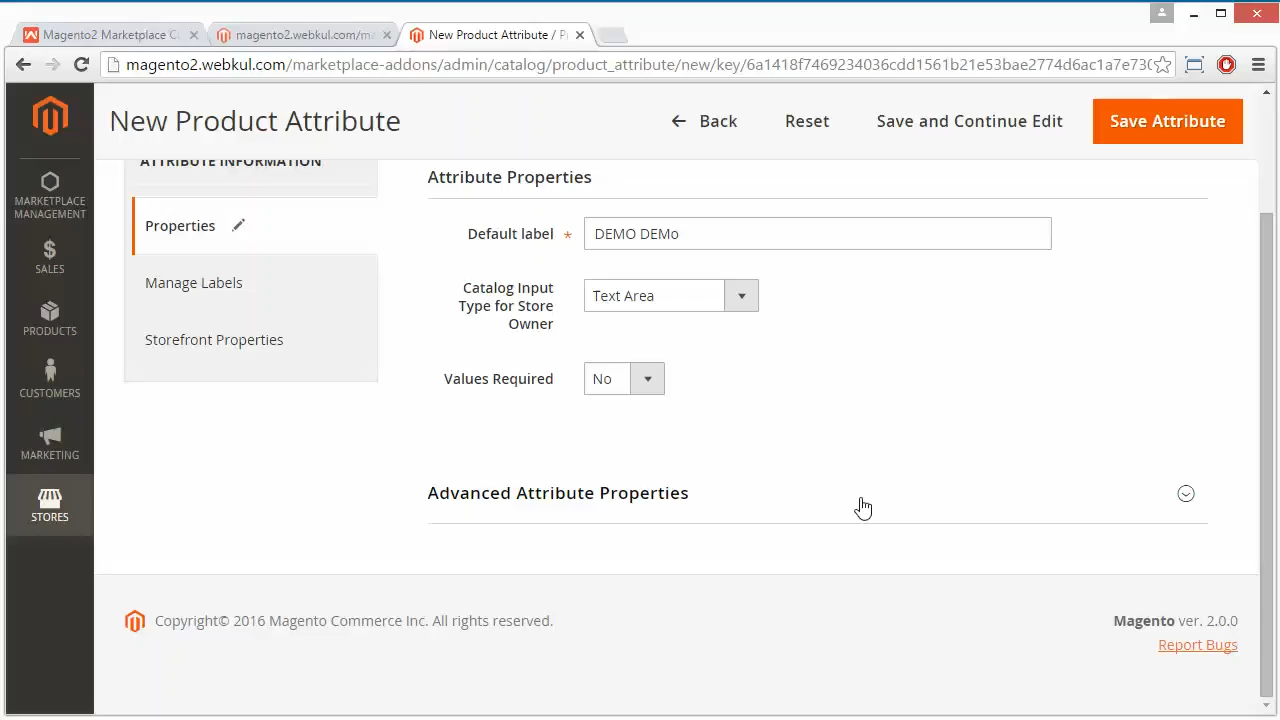 Magento2 Marketplace C
magento2.webkul.com/m
New Product Attribute / P
magento2.webkul.com/marketplace-addons/admin/catalog/product_attribute/new/key/6a1418f7469234036cdd1561b21e53bae2774d6ac1a7e730
New Product Attribute
Back
Reset
Save and Continue Edit
Save Attribute
MARKETPLACE
MANAGEMENT
SALES
PRODUCTS
CUSTOMERS
MARKETING
STORES
ATTRIBUTE INFORMATION
Properties
Manage Labels
Storefront Properties
Attribute Properties
Default label *
DEMO DEMo
Catalog Input
Type for Store
Owner
Text Area
Values Required
No
Advanced Attribute Properties
Copyright© 2016 Magento Commerce Inc. All rights reserved.
Magento ver. 2.0.0
Report Bugs